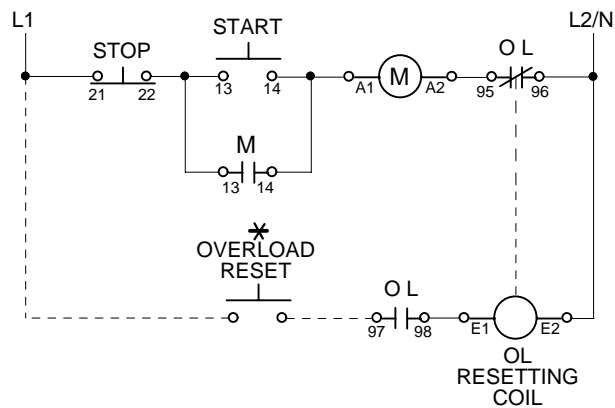 L1
L2/N
START
STOP
O L
M
21 22
13 14
A1 A2
95 96
M
13 14
*
OVERLOAD
RESET
O L
97 98
E1 E2
OL
RESETTING
COIL